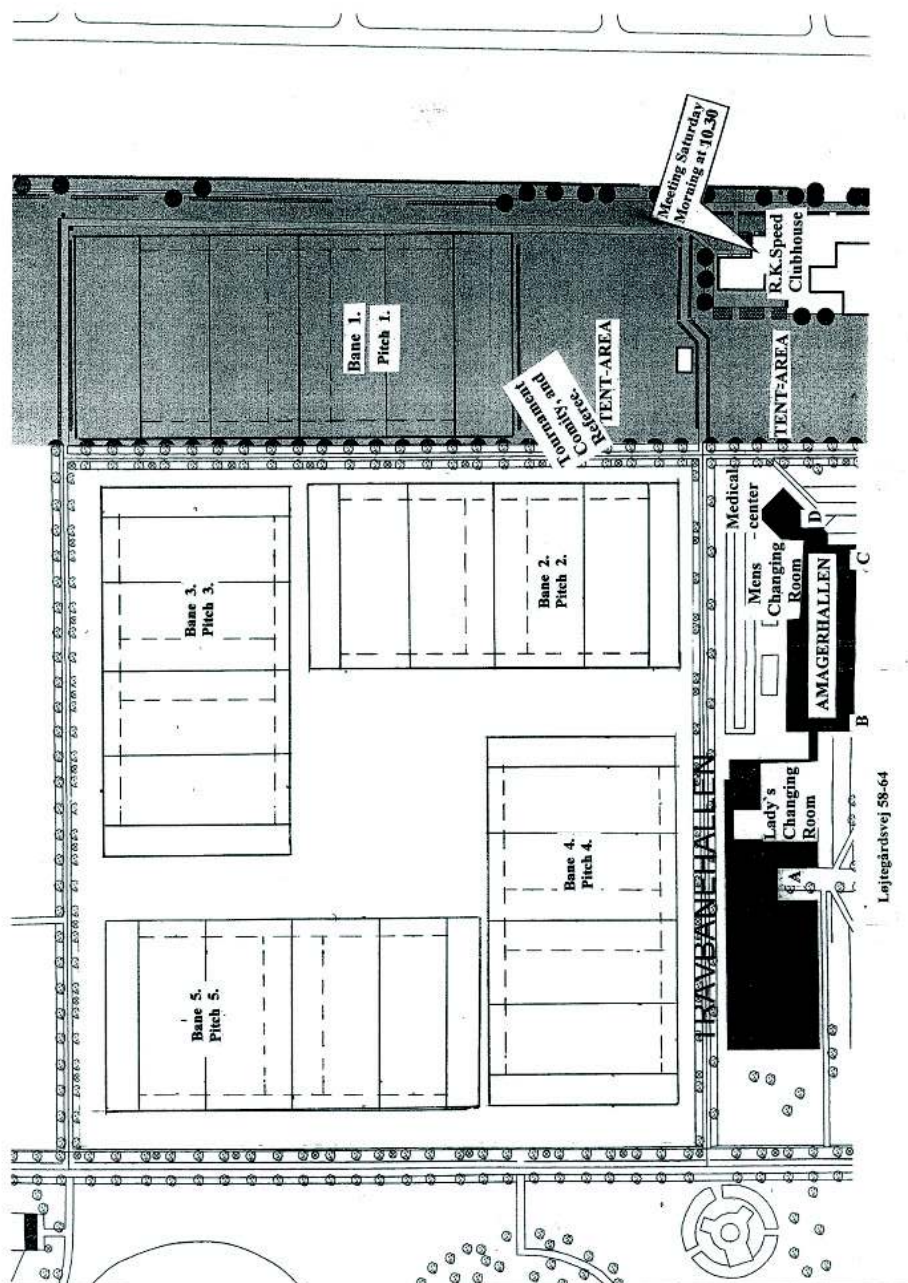 Meeting Saturday
Morning at 10.30
R.K.Speed
Clubhouse
Bane 1.
Pitch 1.
Tournament
Comity, and
Referee.
TENT-AREA
TENT-AREA
Bane 3.
Pitch 3.
Bane 2.
Pitch 2.
Medical
center
D
Mens
Changing
Room
C
AMAGERHALLEN
B
Bane 4.
Pitch 4.
TRAVBANEHALLEN
Lady`s
Changing
Room
A
Løjtegårdsvej 58-64
Bane 5.
Pitch 5.